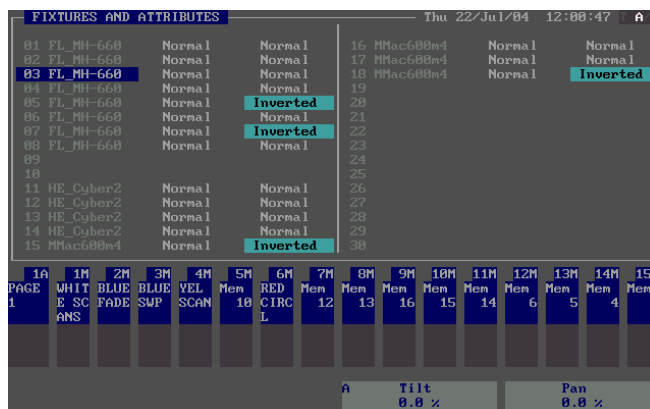 FIXTURES AND ATTRIBUTES Thu 22/Jul/04 12:00:47 A
01 FL_MH-660 Normal Normal 16 MMac600m4 Normal Normal
02 FL_MH-660 Normal Normal 17 MMac600m4 Normal Normal
03 FL_MH-660 Normal Normal 18 MMac600m4 Normal Inverted
04 FL_MH-660 Normal Normal 19
05 FL_MH-660 Normal Inverted 20
06 FL_MH-660 Normal Normal 21
07 FL_MH-660 Normal Inverted 22
08 FL_MH-660 Normal Normal 23
09 24
10 25
11 HE_Cyber2 Normal Normal 26
12 HE_Cyber2 Normal Normal 27
13 HE_Cyber2 Normal Normal 28
14 HE_Cyber2 Normal Normal 29
15 MMac600m4 Normal Inverted 30
1A 1M 2M 3M 4M 5M 6M 7M 8M 9M 10M 11M 12M 13M 14M 15
PAGE WHIT BLUE BLUE YEL Mem RED Mem Mem Mem Mem Mem Mem Mem Mem Mem
1 E SC FADE SWP SCAN 10 CIRC 12 13 16 15 14 6 5 4
ANS L
A Tilt Pan
0.0 % 0.0 %